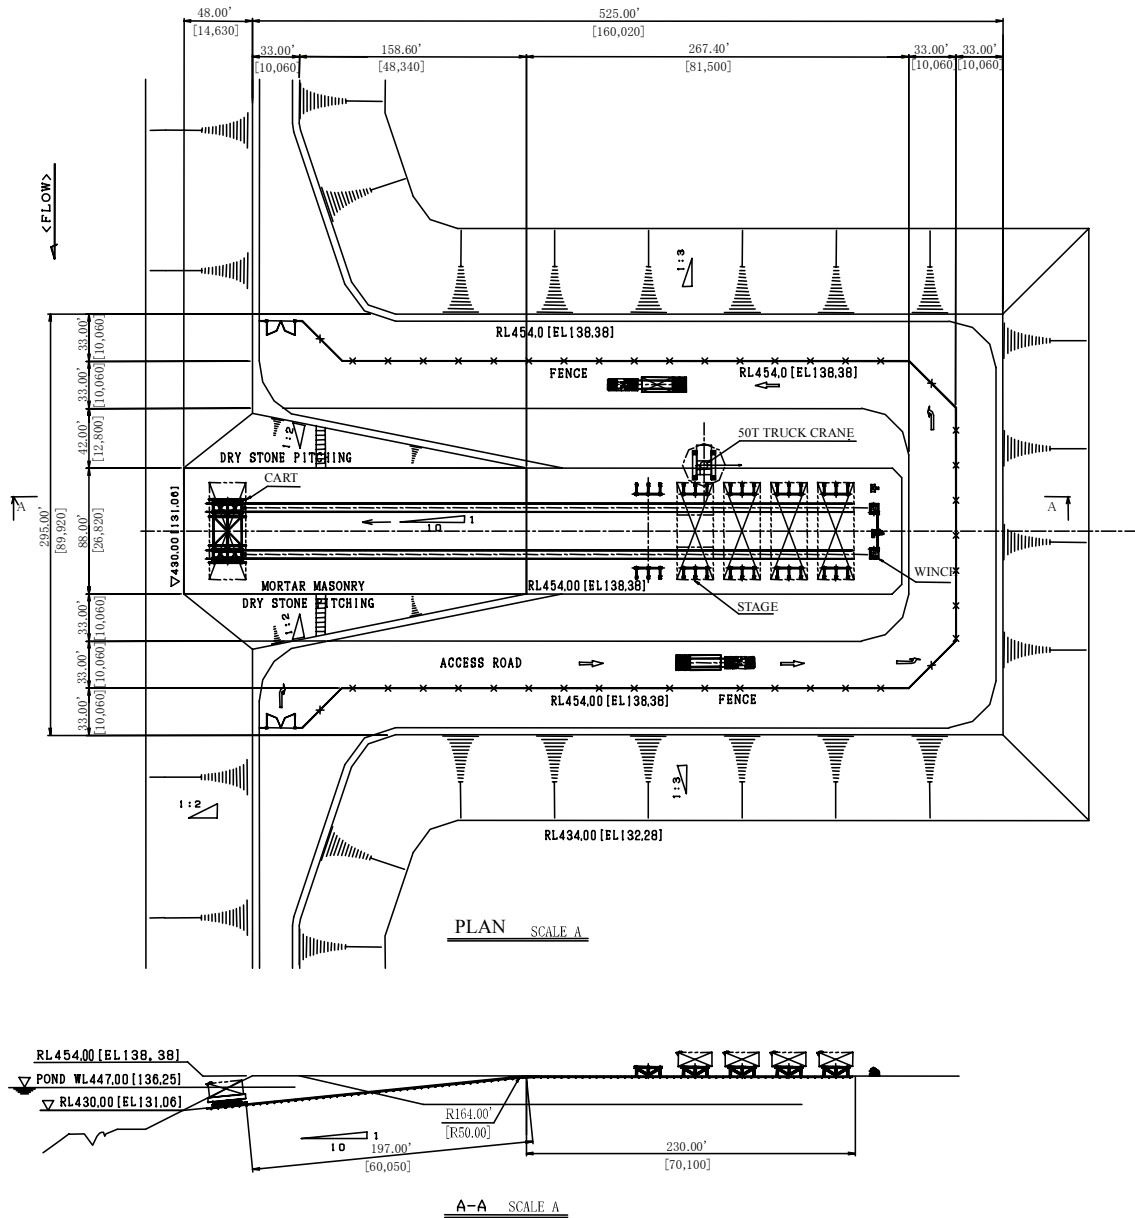 48.00'
[14,630]
525.00'
[160,020]
33.00'
[10,060]
158.60'
[48,340]
267.40'
[81,500]
33.00'
[10,060]
33.00'
[10,060]
<FLOW>
1:3
33.00'
[10,060]
RL454,0 [EL138,38]
FENCE
RL454,0 [EL138,38]
33.00'
[10,060]
42.00'
[12,800]
1:2
DRY STONE PITCHING
50T TRUCK CRANE
CART
A
A
295.00'
[89,920]
88.00'
[26,820]
▽430,00 [131,06]
10
1
MORTAR MASONRY
DRY STONE PITCHING
RL454,00 [EL138,38]
WINCH
STAGE
1:2
33.00'
[10,060]
33.00'
[10,060]
ACCESS ROAD
33.00'
[10,060]
RL454,00 [EL138,38]
FENCE
1:2
1:3
RL434,00 [EL132,28]
PLAN SCALE A
RL454,00 [EL138, 38]
POND WL447,00 [136,25]
RL430,00 [EL131,06]
R164.00'
[R50.00]
1
10
197.00'
[60,050]
230.00'
[70,100]
A-A SCALE A